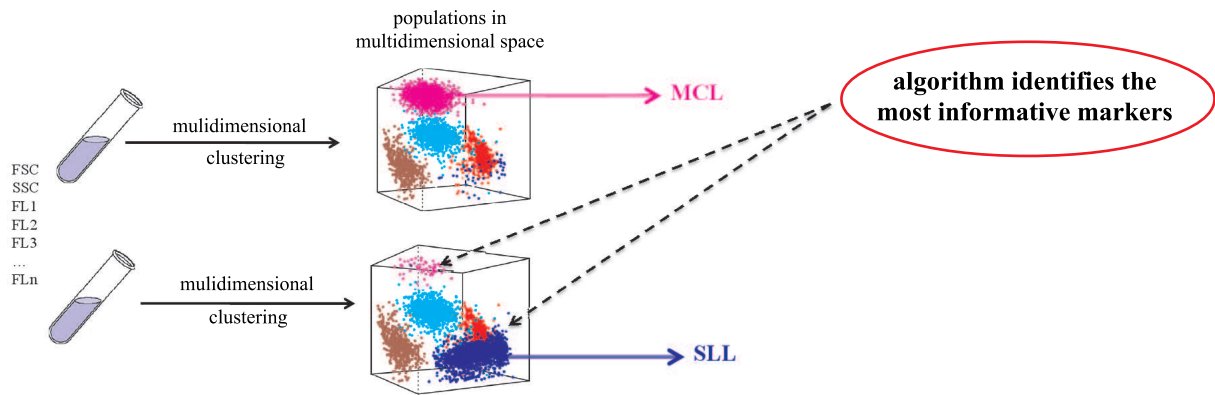 populations in
multidimensional space
algorithm identifies the
most informative markers
MCL
mulidimensional
clustering
FSC
SSC
FL1
FL2
FL3
...
FLn
mulidimensional
clustering
SLL